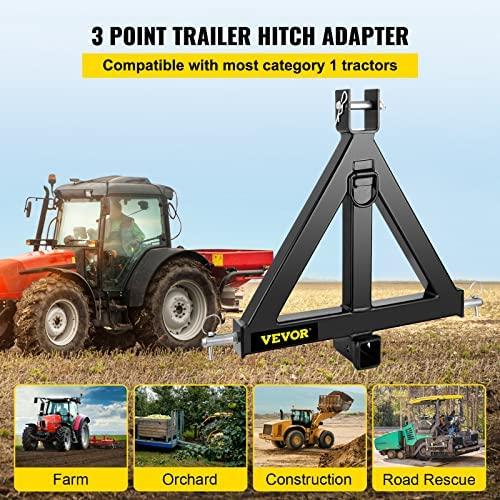 3 POINT TRAILER HITCH ADAPTER
Compatible with most category 1 tractors
VEVOR®
Farm
Orchard
Construction
Road Rescue